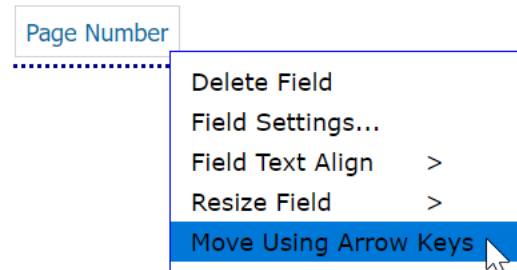 Page Number
Delete Field
Field Settings...
Field Text Align >
Resize Field >
Move Using Arrow Keys